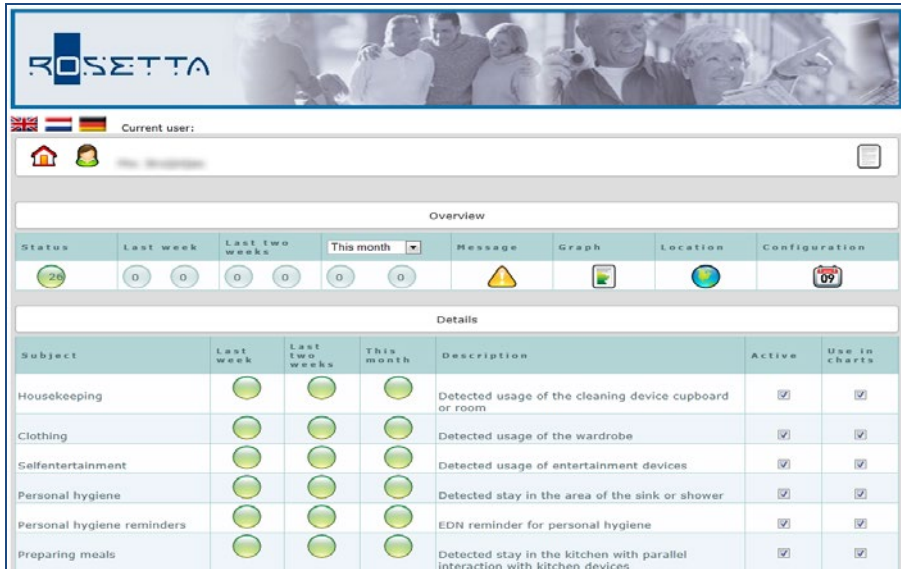 ROSETTA
Current user:
Overview
Status Last week Last two weeks This month Message Graph Location Configuration
26 0 0 0 0 0 0 09
Details
Subject Last week Last two weeks This month Description Active Use in charts
Housekeeping Detected usage of the cleaning device cupboard
or room
Clothing Detected usage of the wardrobe
Selfentertainment Detected usage of entertainment devices
Personal hygiene Detected stay in the area of the sink or shower
Personal hygiene reminders EDN reminder for personal hygiene
Preparing meals Detected stay in the kitchen with parallel
interaction with kitchen devices